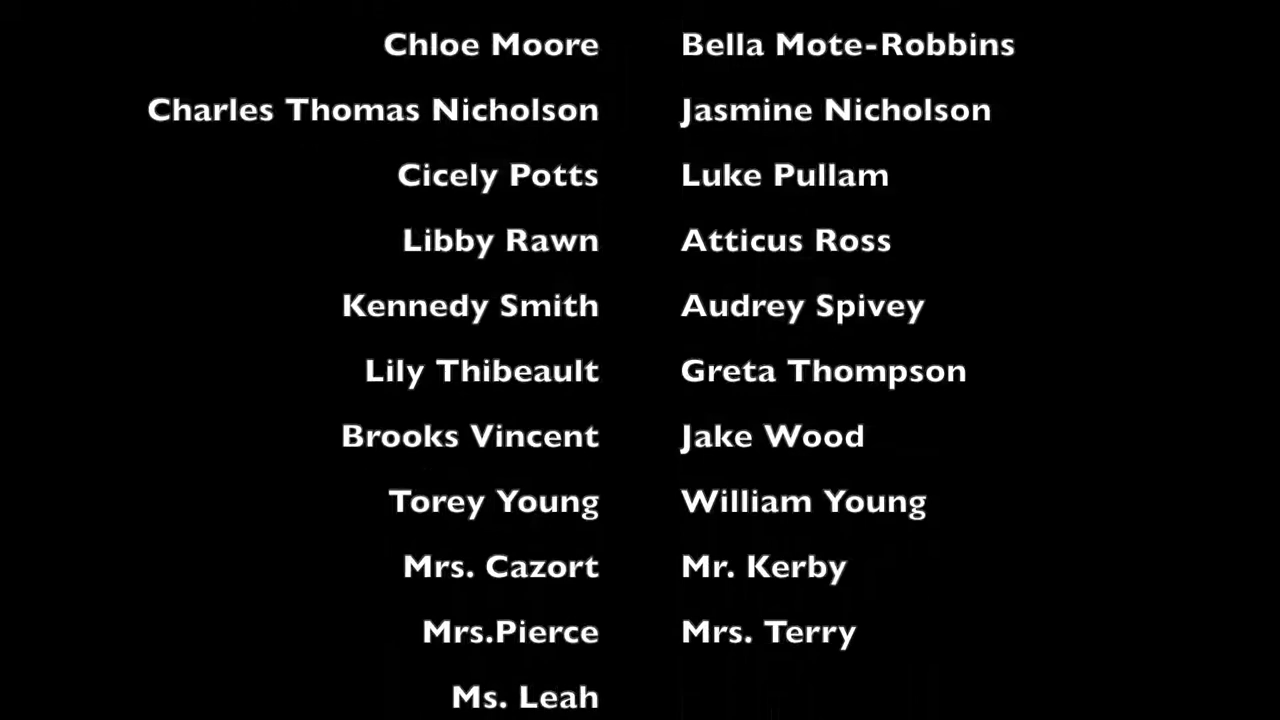 Chloe Moore Bella Mote-Robbins
Charles Thomas Nicholson Jasmine Nicholson
Cicely Potts Luke Pullam
Libby Rawn Atticus Ross
Kennedy Smith Audrey Spivey
Lily Thibeault Greta Thompson
Brooks Vincent Jake Wood
Torey Young William Young
Mrs. Cazort Mr. Kerby
Mrs.Pierce Mrs. Terry
Ms. Leah